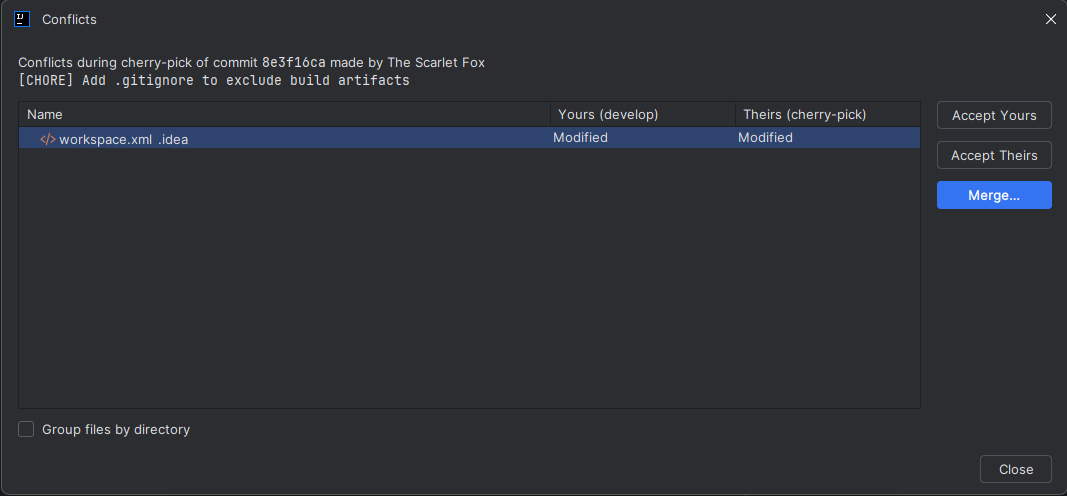 Conflicts
Conflicts during cherry-pick of commit 8e3f16ca made by The Scarlet Fox
[CHORE] Add .gitignore to exclude build artifacts
Name Yours (develop) Theirs (cherry-pick)
</> workspace.xml .idea Modified Modified
Accept Yours
Accept Theirs
Merge...
Group files by directory
Close